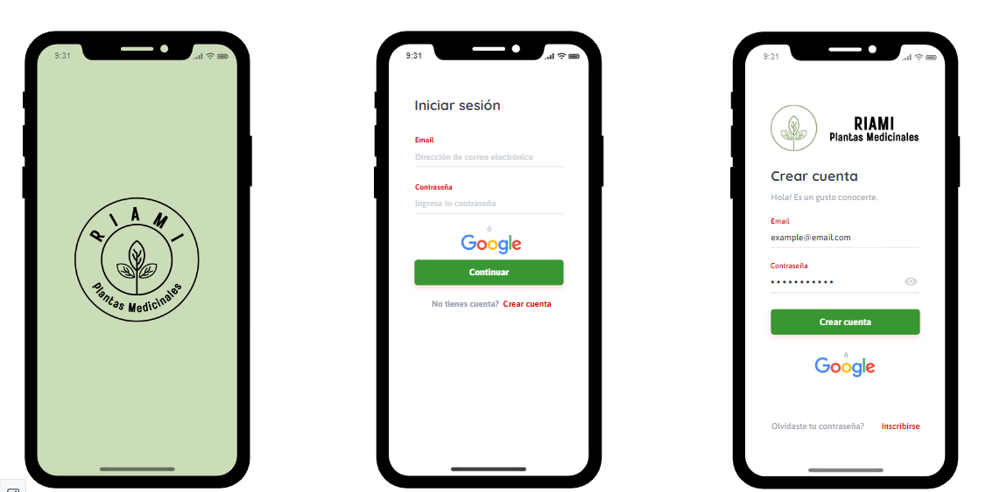 9:31
RIAMI
Plantas Medicinales
9:31
Iniciar sesión
Email
Dirección de correo electrónico
Contraseña
Ingresa tu contraseña
ó
Google
Continuar
No tienes cuenta? Crear cuenta
9:31
RIAMI
Plantas Medicinales
Crear cuenta
Hola! Es un gusto conocerte.
Email
example@email.com
Contraseña
•••••••••••
Crear cuenta
ó
Google
Olvidaste tu contraseña? Inscribirse